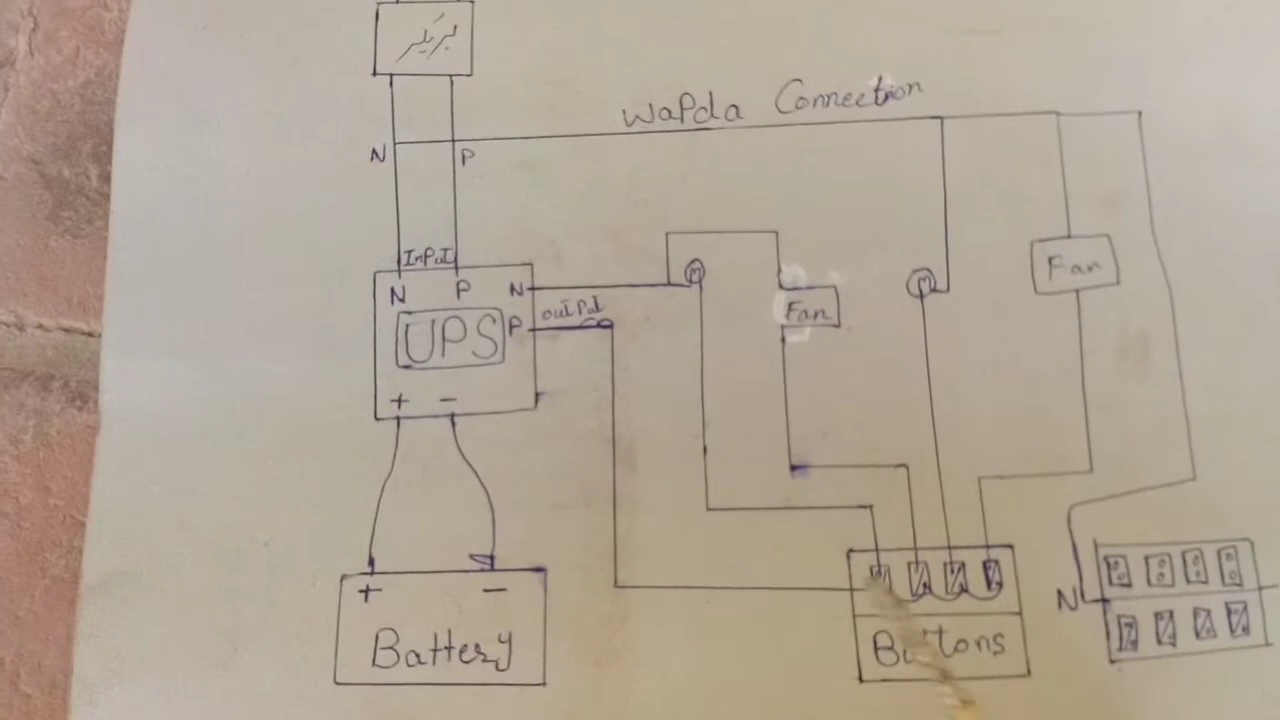 بریکر
WaPda Connection
N P
InPut
N P N
outPut
P
UPS
+ −
Fan
Fan
+ −
Battery
Buttons
N